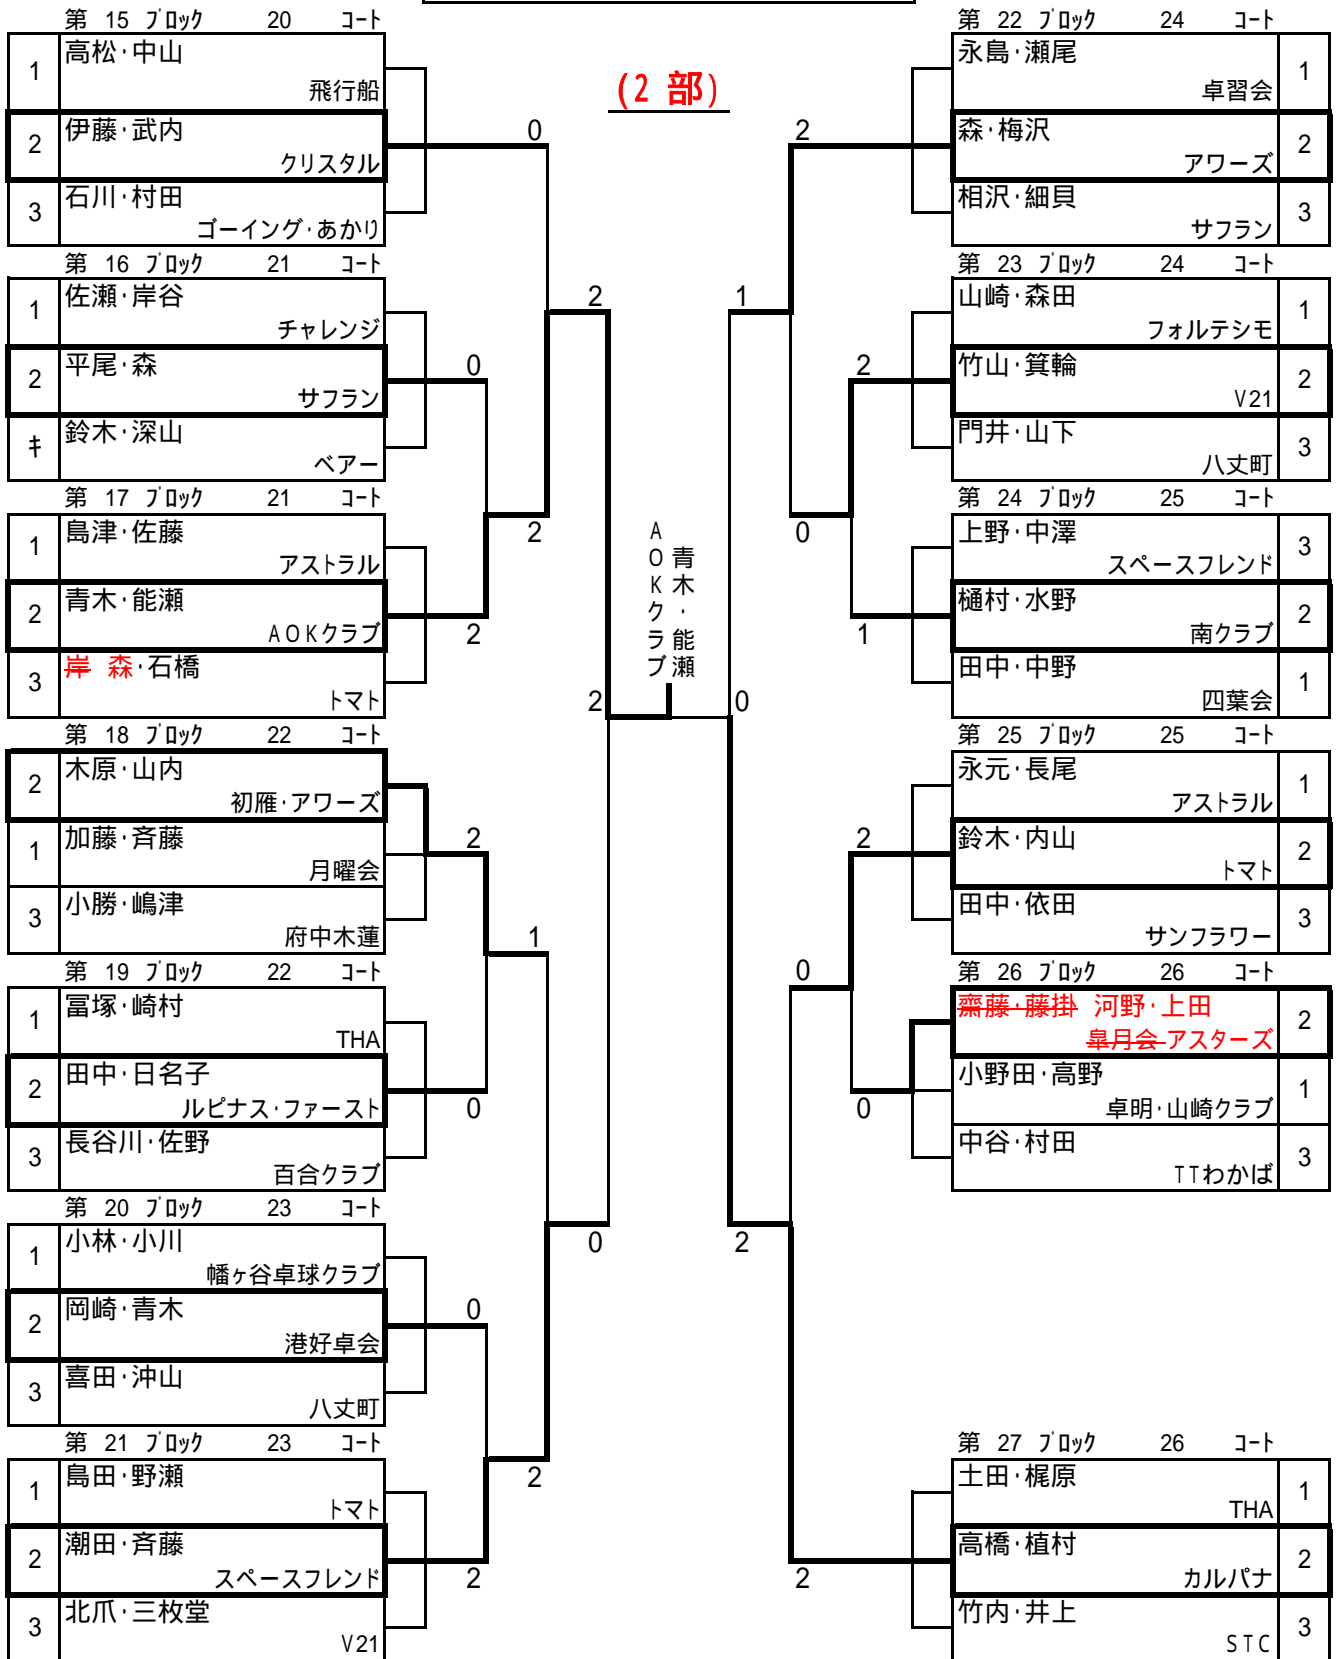 (2 部)
第 15 ブロック 20 コート
1 高松・中山
飛行船
2 伊藤・武内
クリスタル
3 石川・村田
ゴーイング・あかり
第 16 ブロック 21 コート
1 佐瀬・岸谷
チャレンジ
2 平尾・森
サフラン
キ 鈴木・深山
ベアー
第 17 ブロック 21 コート
1 島津・佐藤
アストラル
2 青木・能瀬
AOKクラブ
3 岸 森・石橋
トマト
第 18 ブロック 22 コート
2 木原・山内
初雁・アワーズ
1 加藤・斉藤
月曜会
3 小勝・嶋津
府中木蓮
第 19 ブロック 22 コート
1 冨塚・崎村
THA
2 田中・日名子
ルピナス・ファースト
3 長谷川・佐野
百合クラブ
第 20 ブロック 23 コート
1 小林・小川
幡ヶ谷卓球クラブ
2 岡崎・青木
港好卓会
3 喜田・沖山
八丈町
第 21 ブロック 23 コート
1 島田・野瀬
トマト
2 潮田・斉藤
スペースフレンド
3 北爪・三枚堂
V21
0
0
2
2
2
2
1
0
0
2
2
2
0
青木・能瀬
AOKクラブ
2
1
2
0
1
0
2
0
0
2
2
第 22 ブロック 24 コート
永島・瀬尾 1
卓習会
森・梅沢 2
アワーズ
相沢・細貝 3
サフラン
第 23 ブロック 24 コート
山崎・森田 1
フォルテシモ
竹山・箕輪 2
V21
門井・山下 3
八丈町
第 24 ブロック 25 コート
上野・中澤 3
スペースフレンド
樋村・水野 2
南クラブ
田中・中野 1
四葉会
第 25 ブロック 25 コート
永元・長尾 1
アストラル
鈴木・内山 2
トマト
田中・依田 3
サンフラワー
第 26 ブロック 26 コート
齋藤・藤掛 河野・上田 2
皐月会 アスターズ
小野田・高野 1
卓明・山崎クラブ
中谷・村田 3
TTわかば
第 27 ブロック 26 コート
土田・梶原 1
THA
高橋・植村 2
カルパナ
竹内・井上 3
STC